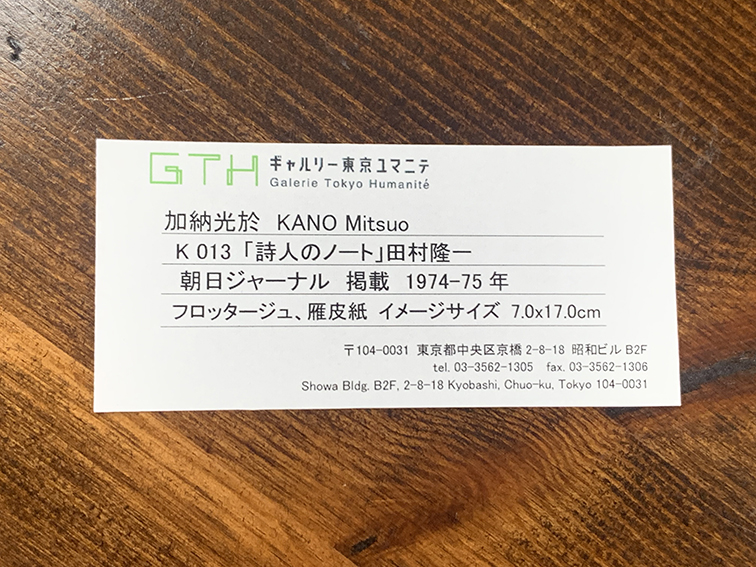 GTH ギャルリー東京ユマニテ
Galerie Tokyo Humanité
加納光於 KANO Mitsuo
K 013 「詩人のノート」田村隆一
朝日ジャーナル 掲載 1974-75 年
フロッタージュ、雁皮紙 イメージサイズ 7.0x17.0cm
〒104-0031 東京都中央区京橋 2-8-18 昭和ビル B2F
tel. 03-3562-1305 fax. 03-3562-1306
Showa Bldg. B2F, 2-8-18 Kyobashi, Chuo-ku, Tokyo 104-0031